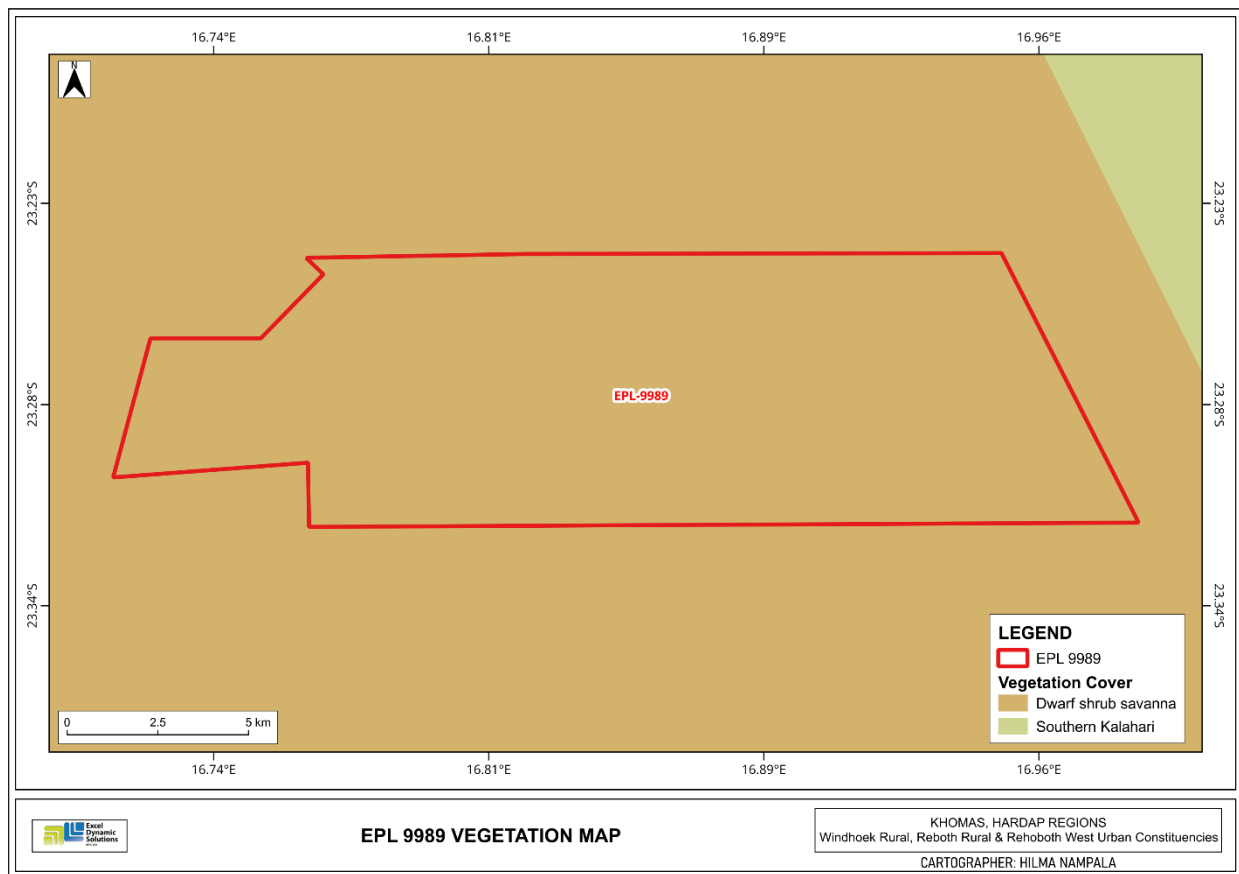 16.74°E 16.81°E 16.89°E 16.96°E
N
23.23°S 23.23°S
EPL-9989
23.28°S 23.28°S
23.34°S 23.34°S
LEGEND
EPL 9989
Vegetation Cover
Dwarf shrub savanna
Southern Kalahari
0 2.5 5 km
16.74°E 16.81°E 16.89°E 16.96°E
Excel
Dynamic
Solutions
EPL 9989 VEGETATION MAP
KHOMAS, HARDAP REGIONS
Windhoek Rural, Reboth Rural & Rehoboth West Urban Constituencies
CARTOGRAPHER: HILMA NAMPALA